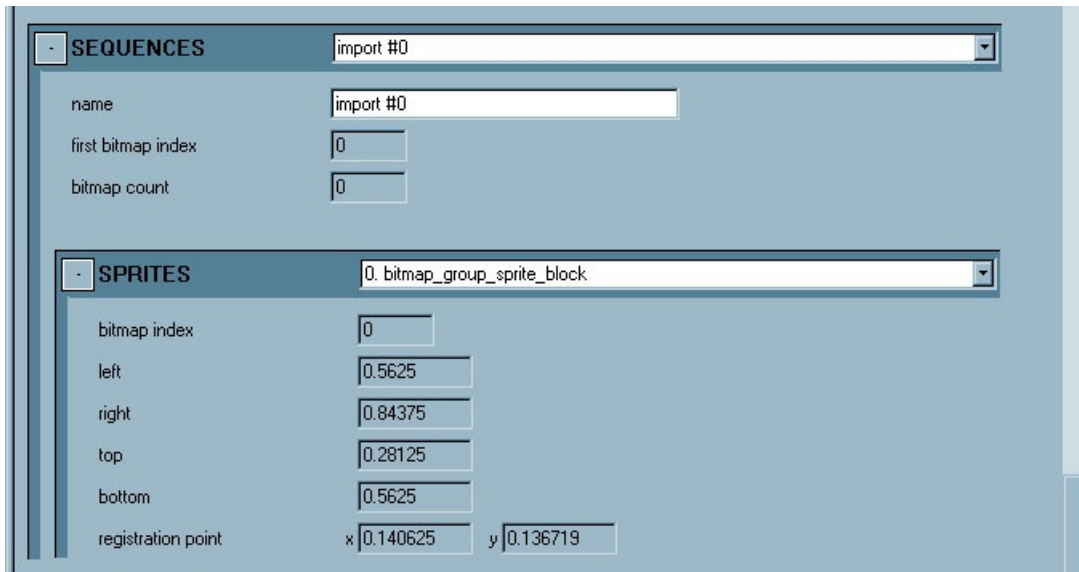 - SEQUENCES import #0
name import #0
first bitmap index 0
bitmap count 0
- SPRITES 0. bitmap_group_sprite_block
bitmap index 0
left 0.5625
right 0.84375
top 0.28125
bottom 0.5625
registration point x 0.140625 y 0.136719